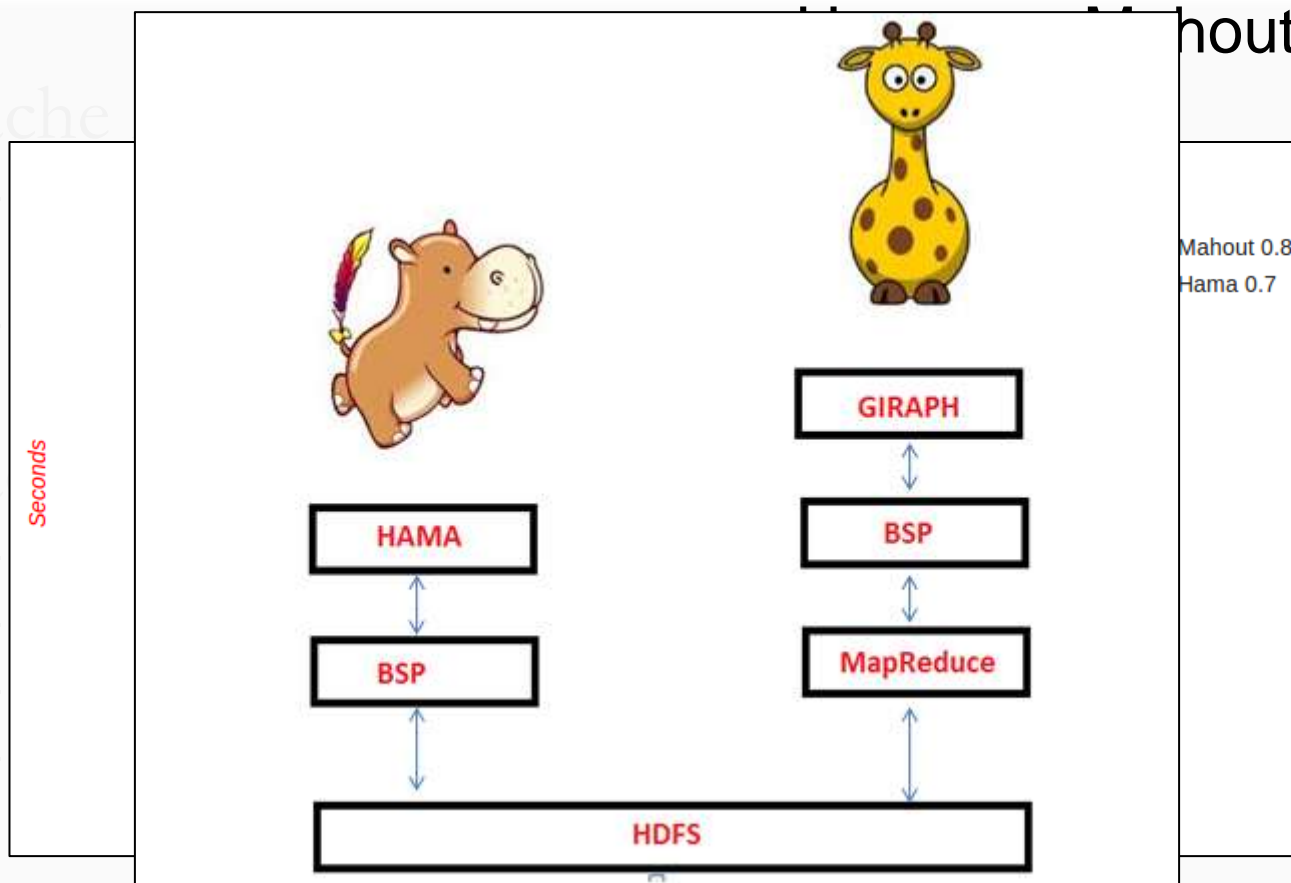 hout
che
Mahout 0.8
Hama 0.7
Seconds
GIRAPH
HAMA
BSP
BSP
MapReduce
HDFS